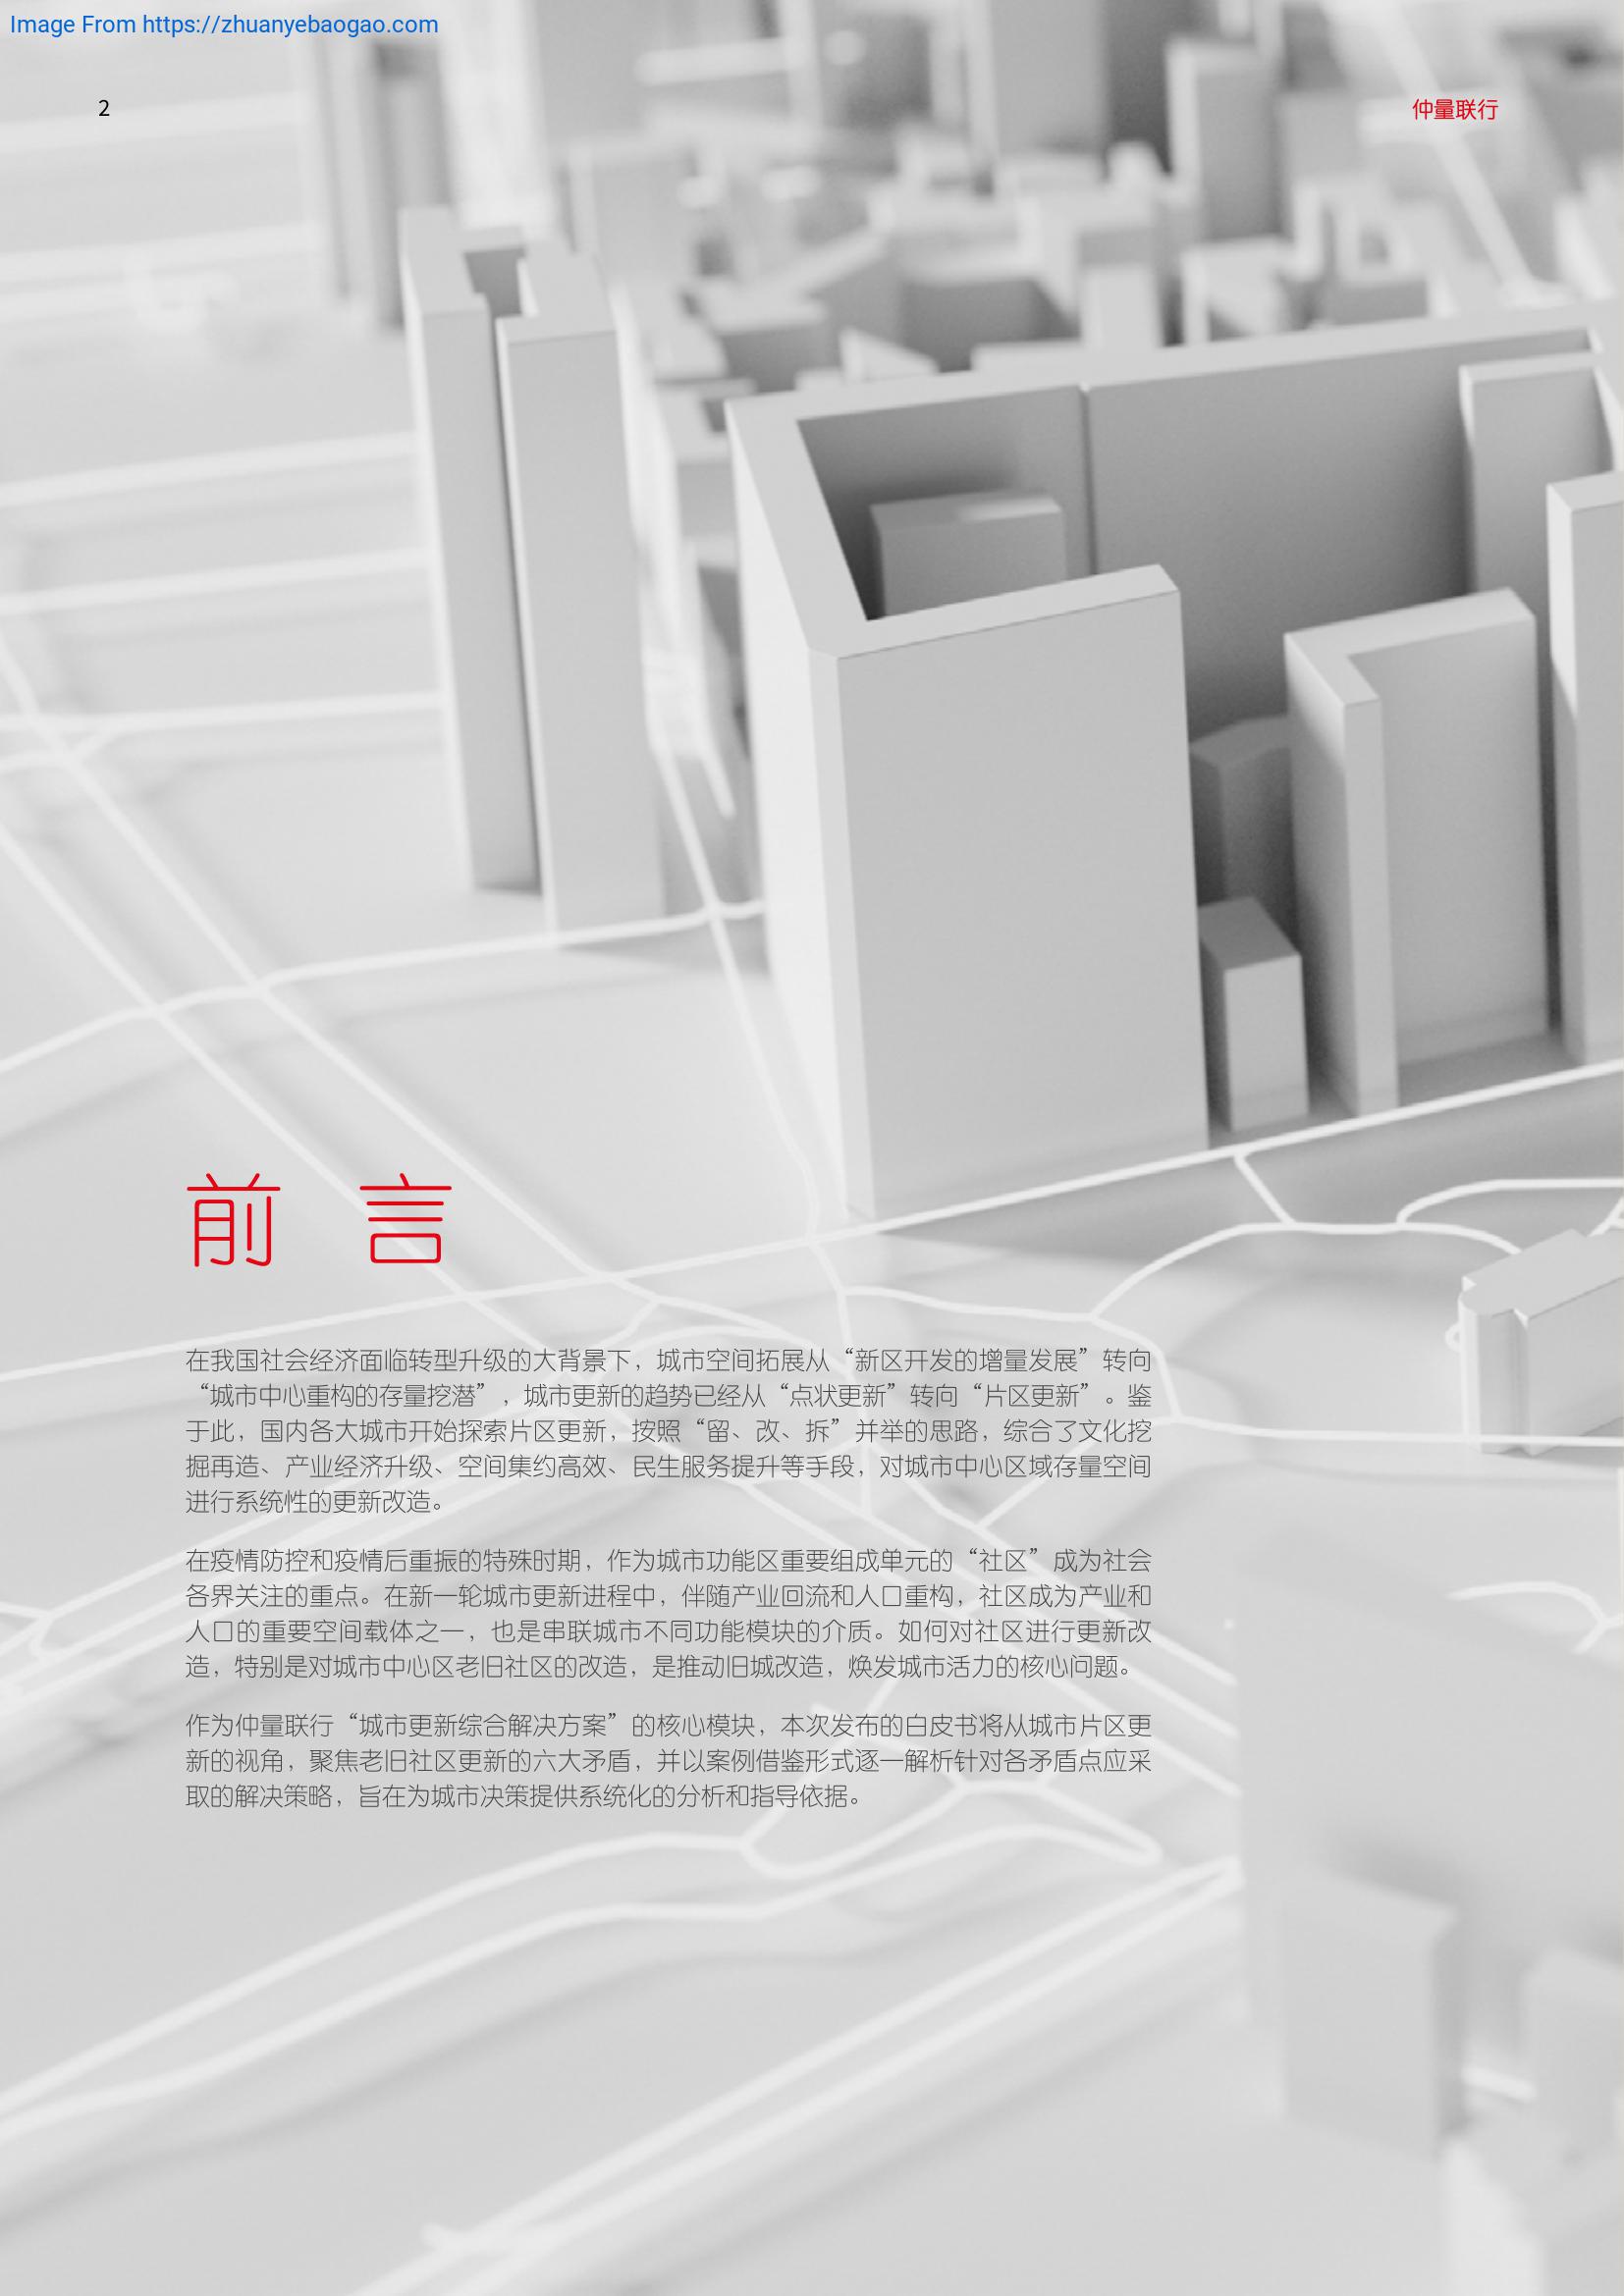 Image From https://zhuanyebaogao.com
2
仲量联行
前 言
在我国社会经济面临转型升级的大背景下，城市空间拓展从“新区开发的增量发展”转向
“城市中心重构的存量挖潜”，城市更新的趋势已经从“点状更新”转向“片区更新”。鉴
于此，国内各大城市开始探索片区更新，按照“留、改、拆”并举的思路，综合了文化挖
掘再造、产业经济升级、空间集约高效、民生服务提升等手段，对城市中心区域存量空间
进行系统性的更新改造。
在疫情防控和疫情后重振的特殊时期，作为城市功能区重要组成单元的“社区”成为社会
各界关注的重点。在新一轮城市更新进程中，伴随产业回流和人口重构，社区成为产业和
人口的重要空间载体之一，也是串联城市不同功能模块的介质。如何对社区进行更新改
造，特别是对城市中心区老旧社区的改造，是推动旧城改造，焕发城市活力的核心问题。
作为仲量联行“城市更新综合解决方案”的核心模块，本次发布的白皮书将从城市片区更
新的视角，聚焦老旧社区更新的六大矛盾，并以案例借鉴形式逐一解析针对各矛盾点应采
取的解决策略，旨在为城市决策提供系统化的分析和指导依据。